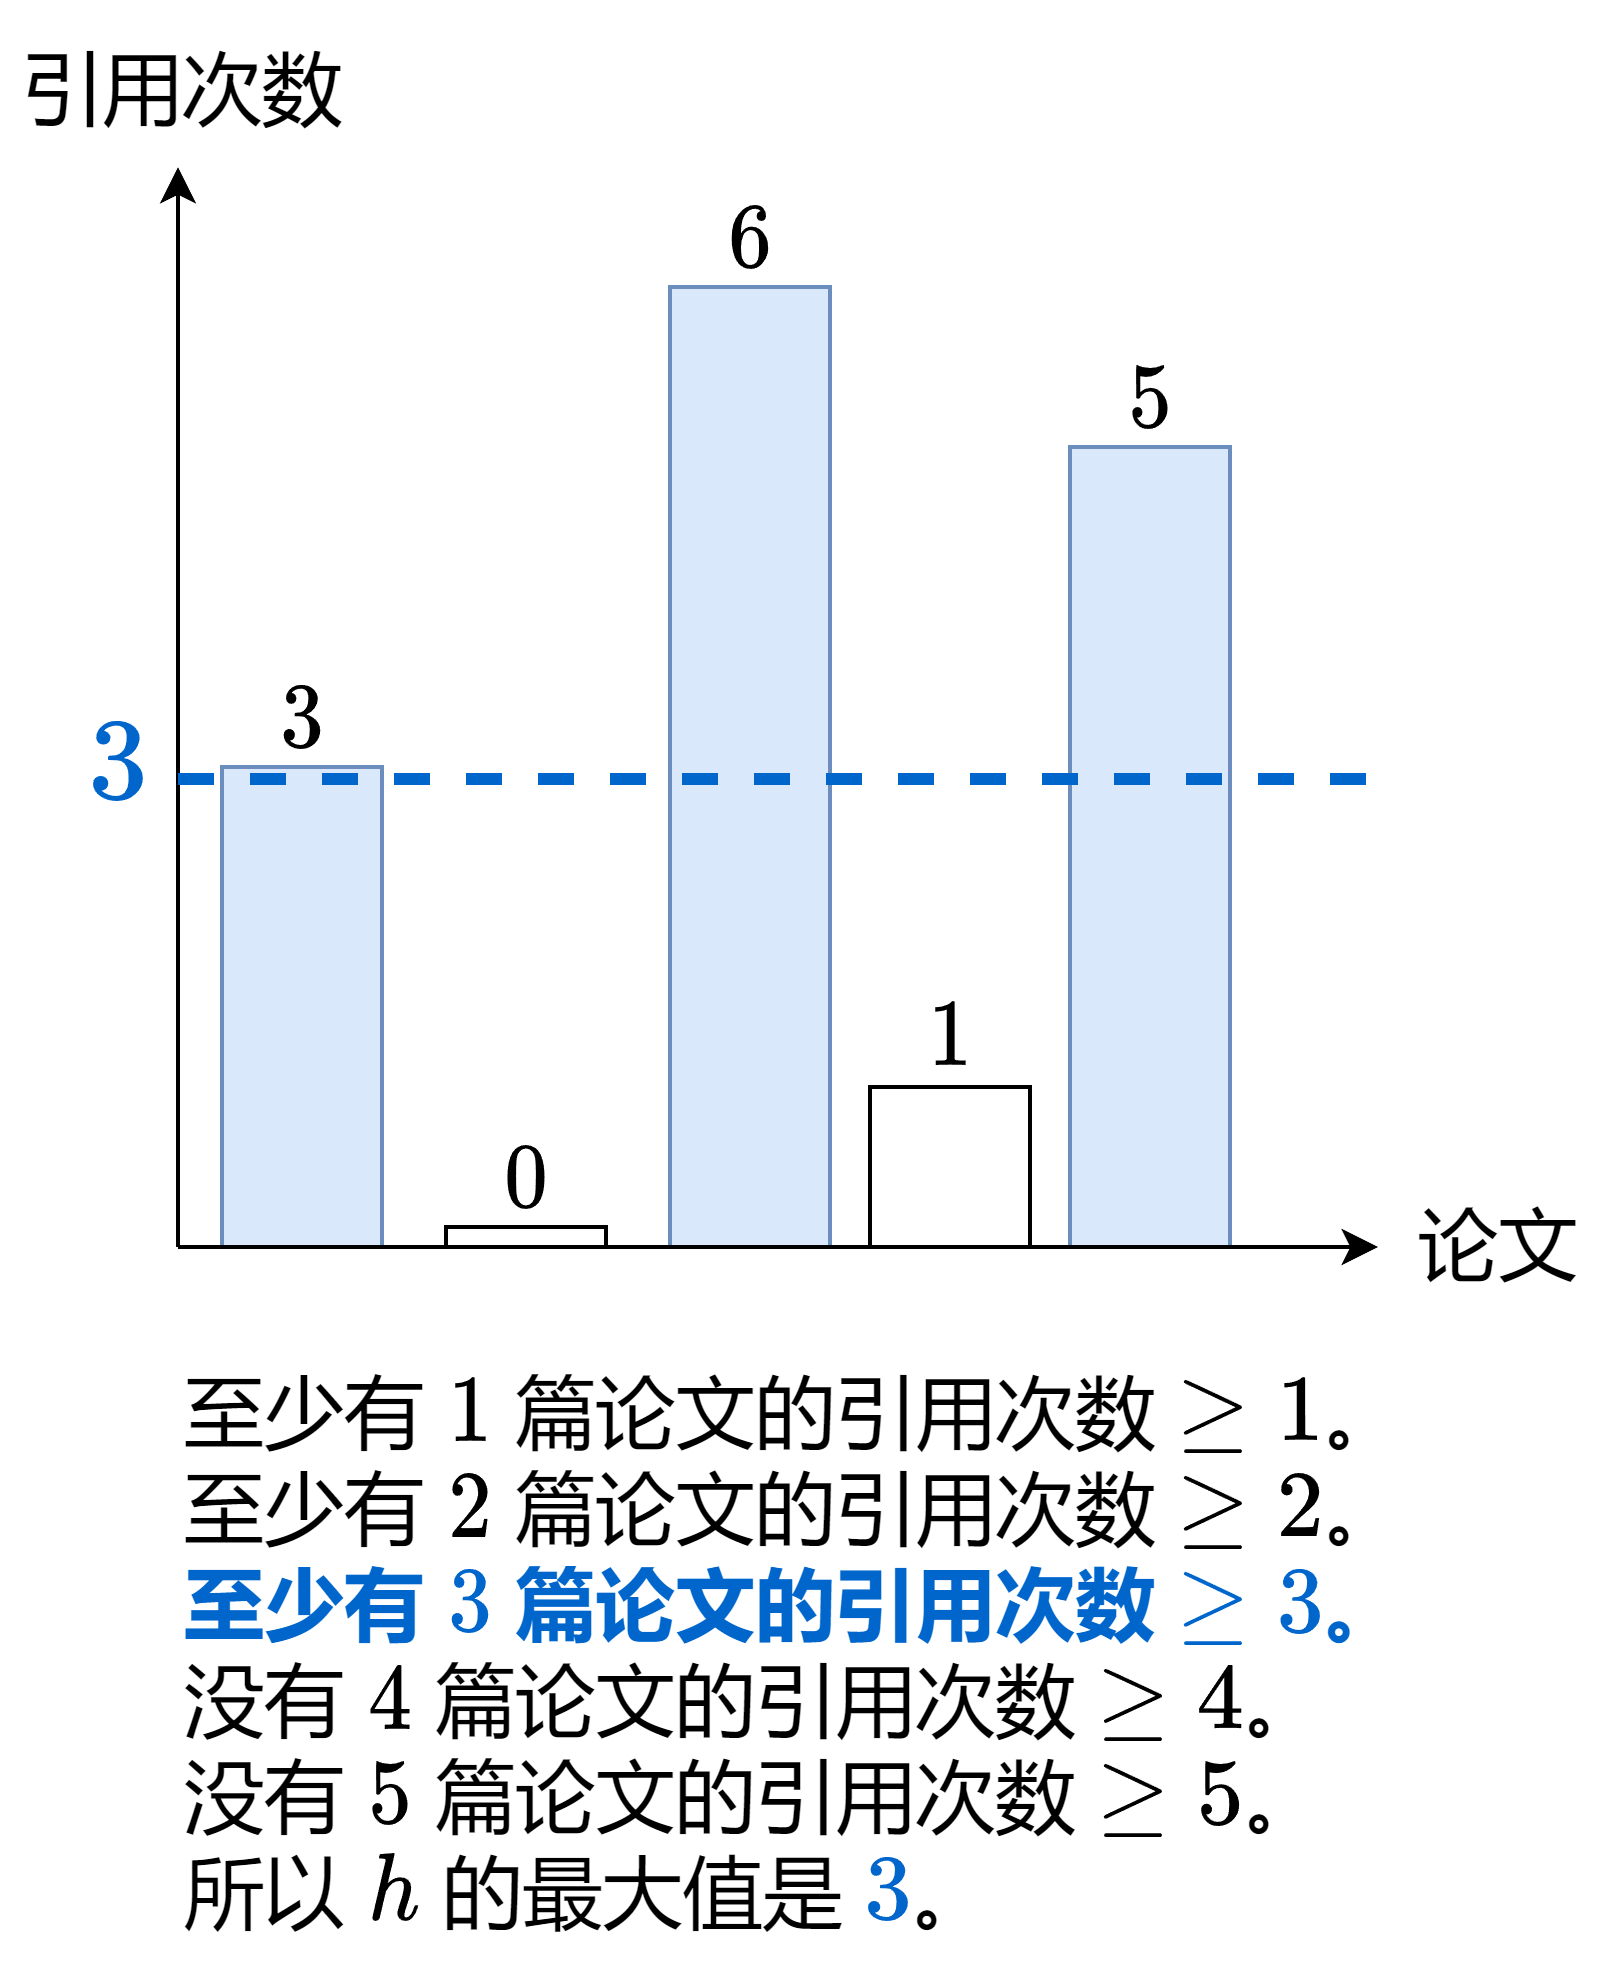 引用次数
6
5
3
3
1
0
论文
至少有 1 篇论文的引用次数 ≥ 1。
至少有 2 篇论文的引用次数 ≥ 2。
至少有 3 篇论文的引用次数 ≥ 3。
没有 4 篇论文的引用次数 ≥ 4。
没有 5 篇论文的引用次数 ≥ 5。
所以 h 的最大值是 3。